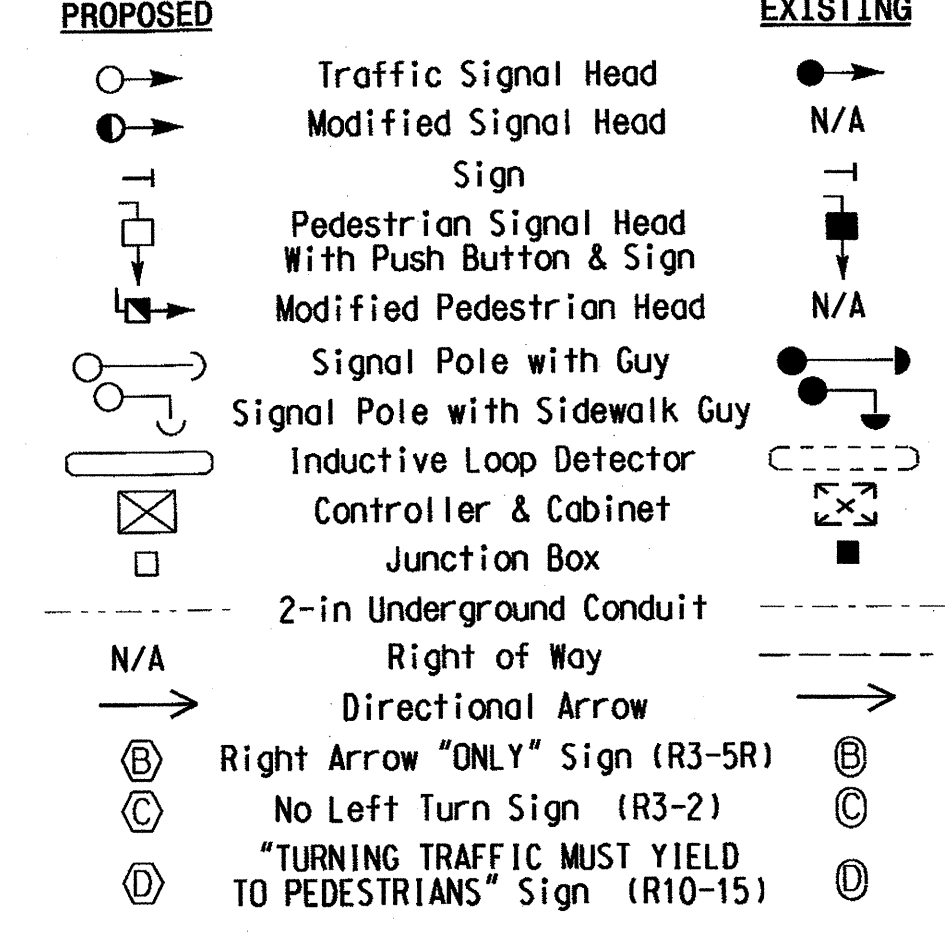 PROPOSED EXISTING
Traffic Signal Head
Modified Signal Head N/A
Sign
Pedestrian Signal Head
With Push Button & Sign
Modified Pedestrian Head N/A
Signal Pole with Guy
Signal Pole with Sidewalk Guy
Inductive Loop Detector
Controller & Cabinet
Junction Box
2-in Underground Conduit
N/A Right of Way
Directional Arrow
B Right Arrow "ONLY" Sign (R3-5R) B
C No Left Turn Sign (R3-2) C
"TURNING TRAFFIC MUST YIELD
D TO PEDESTRIANS" Sign (R10-15) D